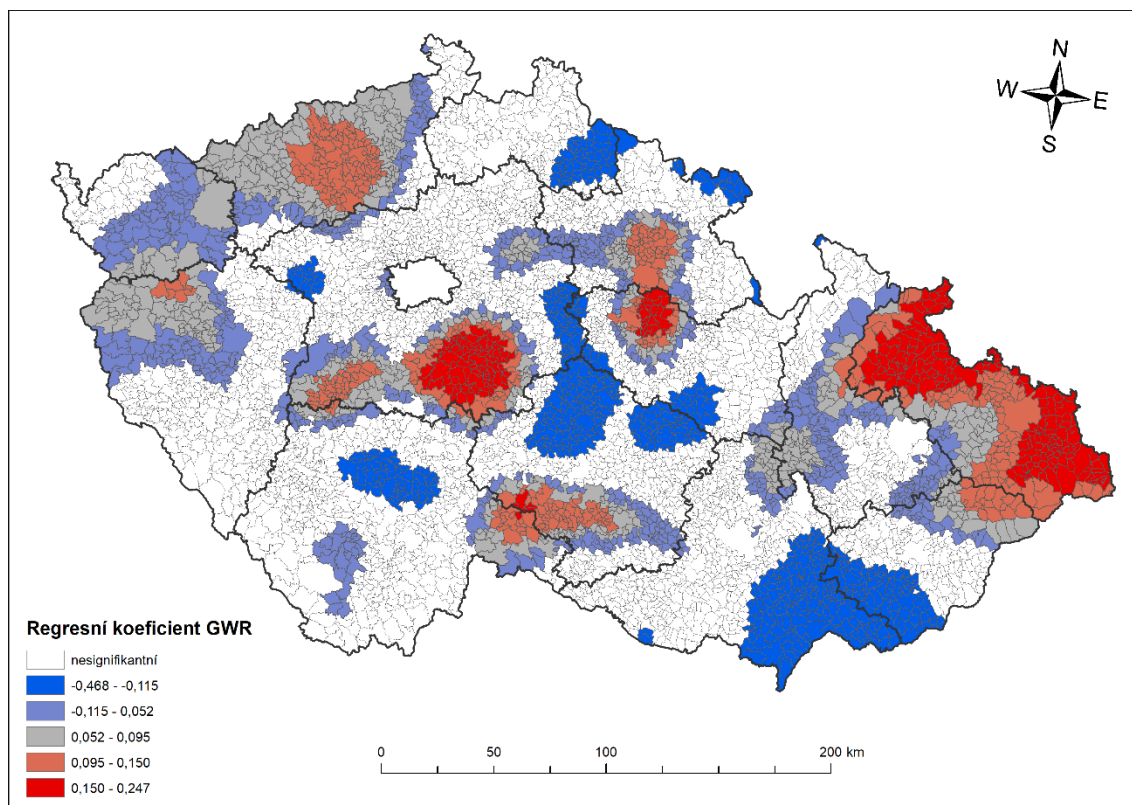 N
W E
S
Regresní koeficient GWR
nesignifikantní
-0,468 - -0,115
-0,115 - 0,052
0,052 - 0,095
0,095 - 0,150
0,150 - 0,247
0 50 100 200 km